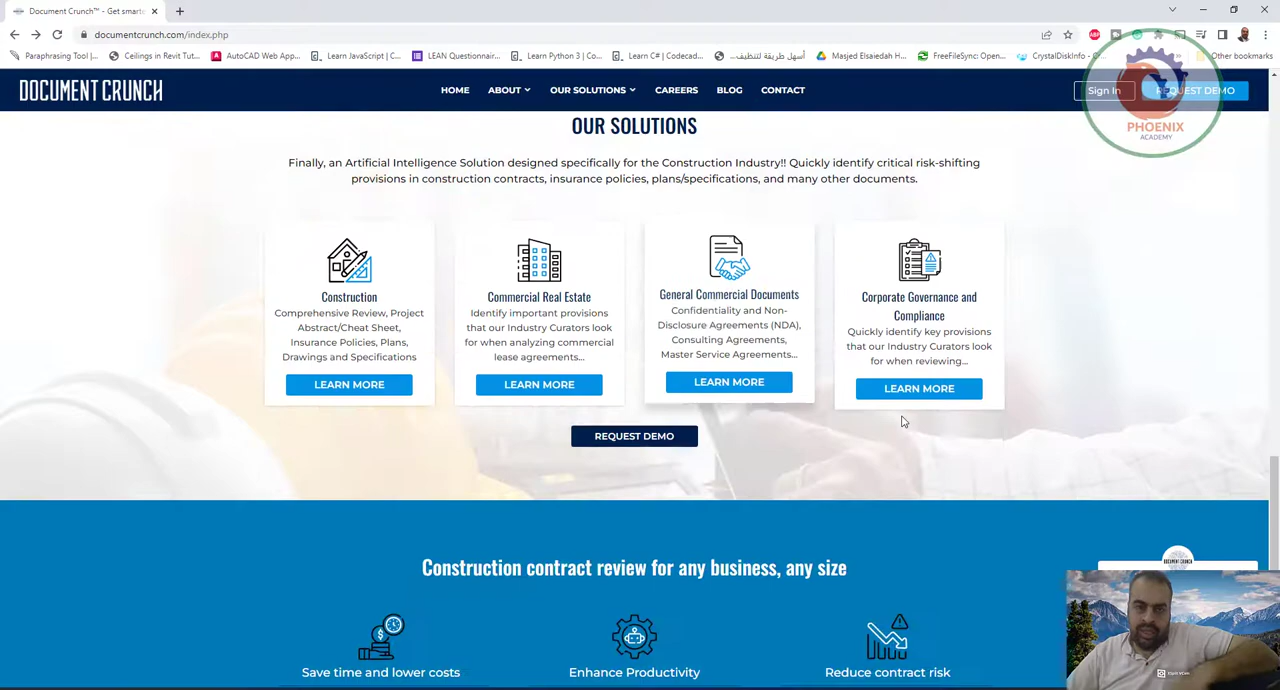 Document Crunch™ - Get smarte
documentcrunch.com/index.php
Paraphrasing Tool |...
Ceilings in Revit Tut...
AutoCAD Web App...
Learn JavaScript | C...
LEAN Questionnair...
Learn Python 3 | Co...
Learn C# | Codecad...
أسهل طريقة لتنظيف...
Masjed Elsaiedah H...
FreeFileSync: Open...
CrystalDiskInfo -
Other bookmarks
DOCUMENT CRUNCH
HOME
ABOUT
OUR SOLUTIONS
CAREERS
BLOG
CONTACT
Sign In
REQUEST DEMO
PHOENIX
ACADEMY
OUR SOLUTIONS
Finally, an Artificial Intelligence Solution designed specifically for the Construction Industry!! Quickly identify critical risk-shifting
provisions in construction contracts, insurance policies, plans/specifications, and many other documents.
Construction
Comprehensive Review, Project
Abstract/Cheat Sheet,
Insurance Policies, Plans,
Drawings and Specifications
LEARN MORE
Commercial Real Estate
Identify important provisions
that our Industry Curators look
for when analyzing commercial
lease agreements...
LEARN MORE
General Commercial Documents
Confidentiality and Non-
Disclosure Agreements (NDA),
Consulting Agreements,
Master Service Agreements...
LEARN MORE
Corporate Governance and
Compliance
Quickly identify key provisions
that our Industry Curators look
for when reviewing...
LEARN MORE
REQUEST DEMO
Construction contract review for any business, any size
DOCUMENT CRUNCH
Save time and lower costs
Enhance Productivity
Reduce contract risk